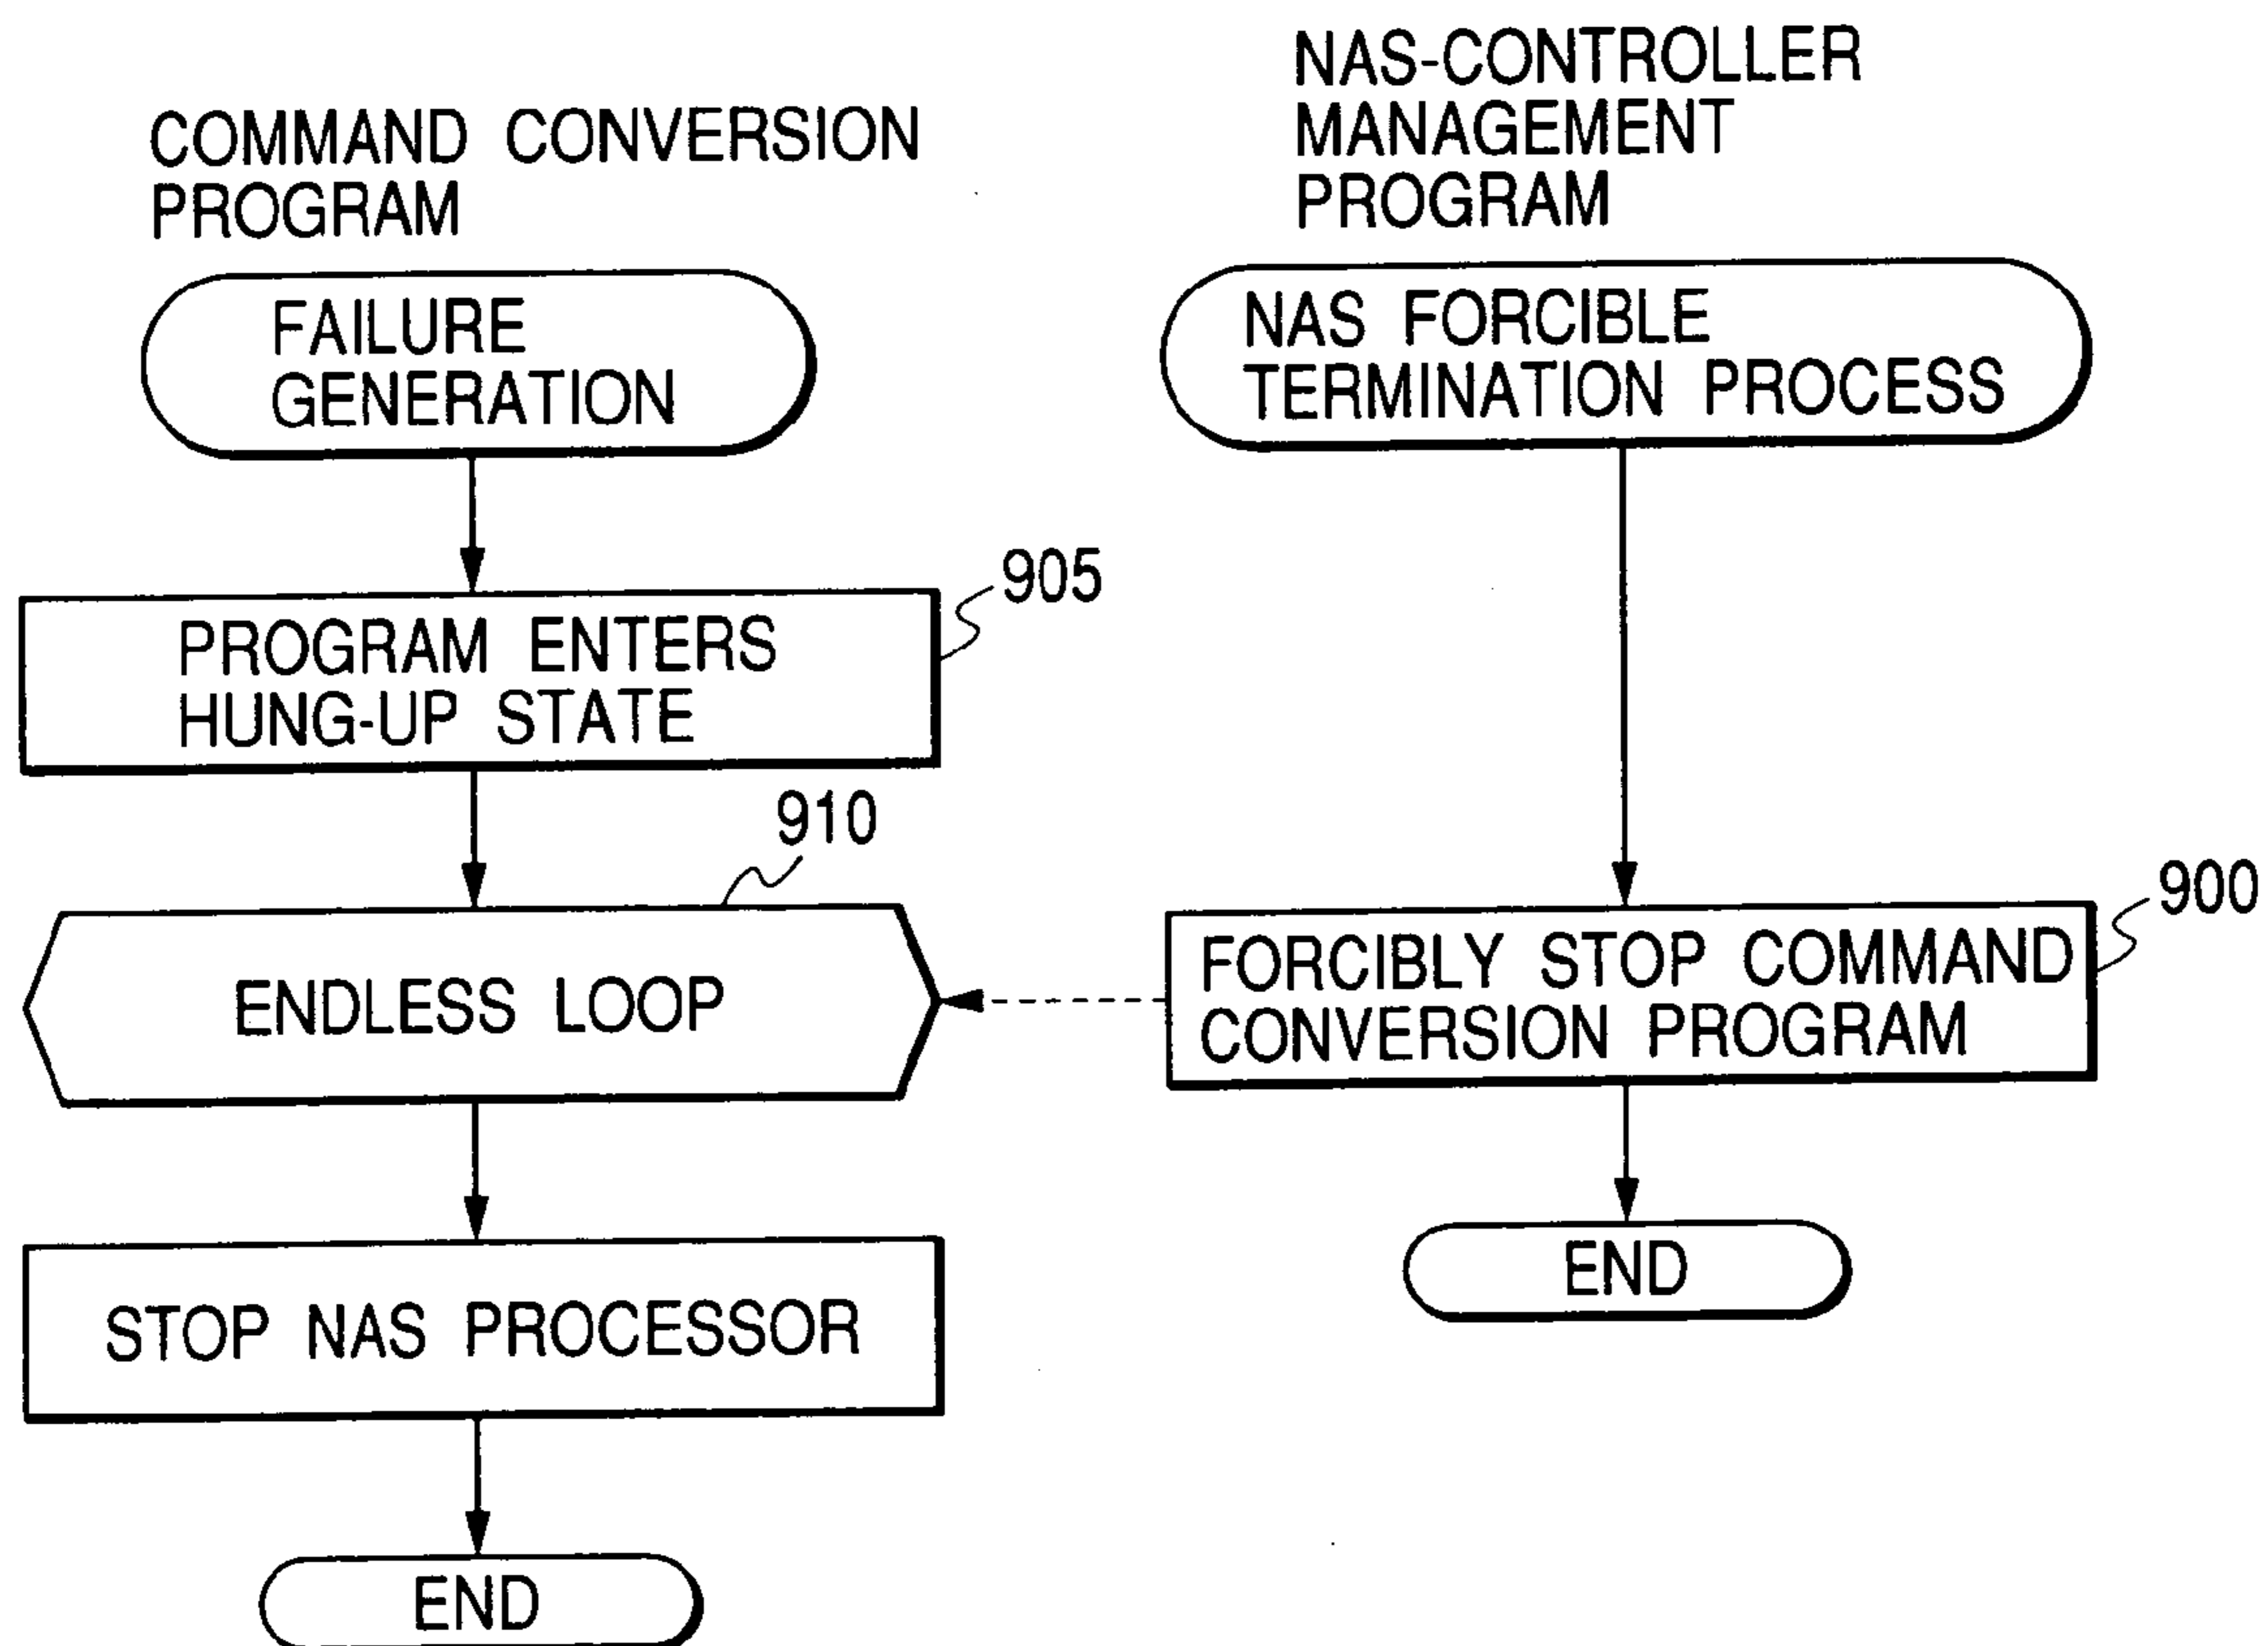 COMMAND CONVERSION
PROGRAM
FAILURE
GENERATION
905
PROGRAM ENTERS
HUNG-UP STATE
910
ENDLESS LOOP
STOP NAS PROCESSOR
END
NAS-CONTROLLER
MANAGEMENT
PROGRAM
NAS FORCIBLE
TERMINATION PROCESS
900
FORCIBLY STOP COMMAND
CONVERSION PROGRAM
END